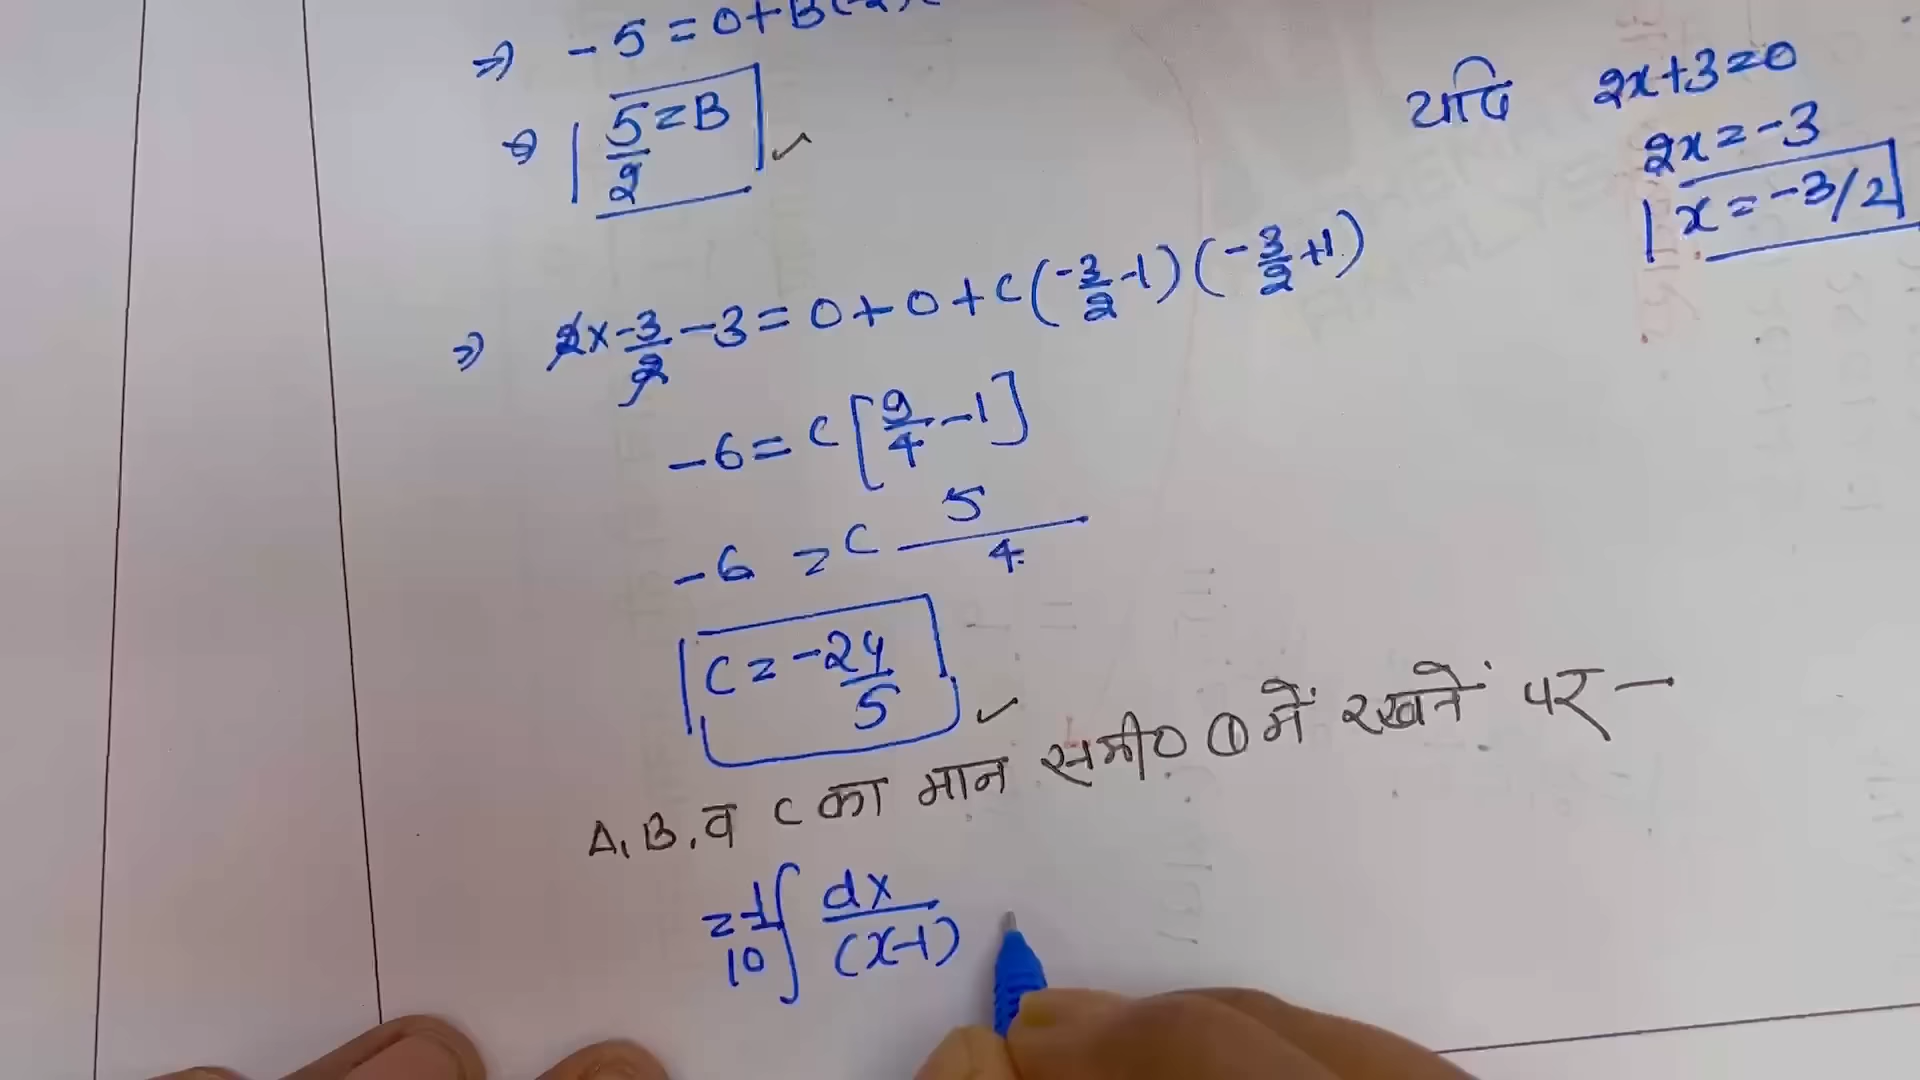 ⇒ -5 = 0+B(-2)
⇒ 5/2 = B
यदि 2x+3=0
2x = -3
x = -3/2
⇒ 2x -3/2 -3 = 0+0+C(-3/2 -1)(-3/2 +1)
-6 = C[9/4 -1]
-6 = C 5/4
C = -24/5
A, B, व C का मान समी० ① में रखनें पर —
= -1/10 ∫ dx/(x-1)